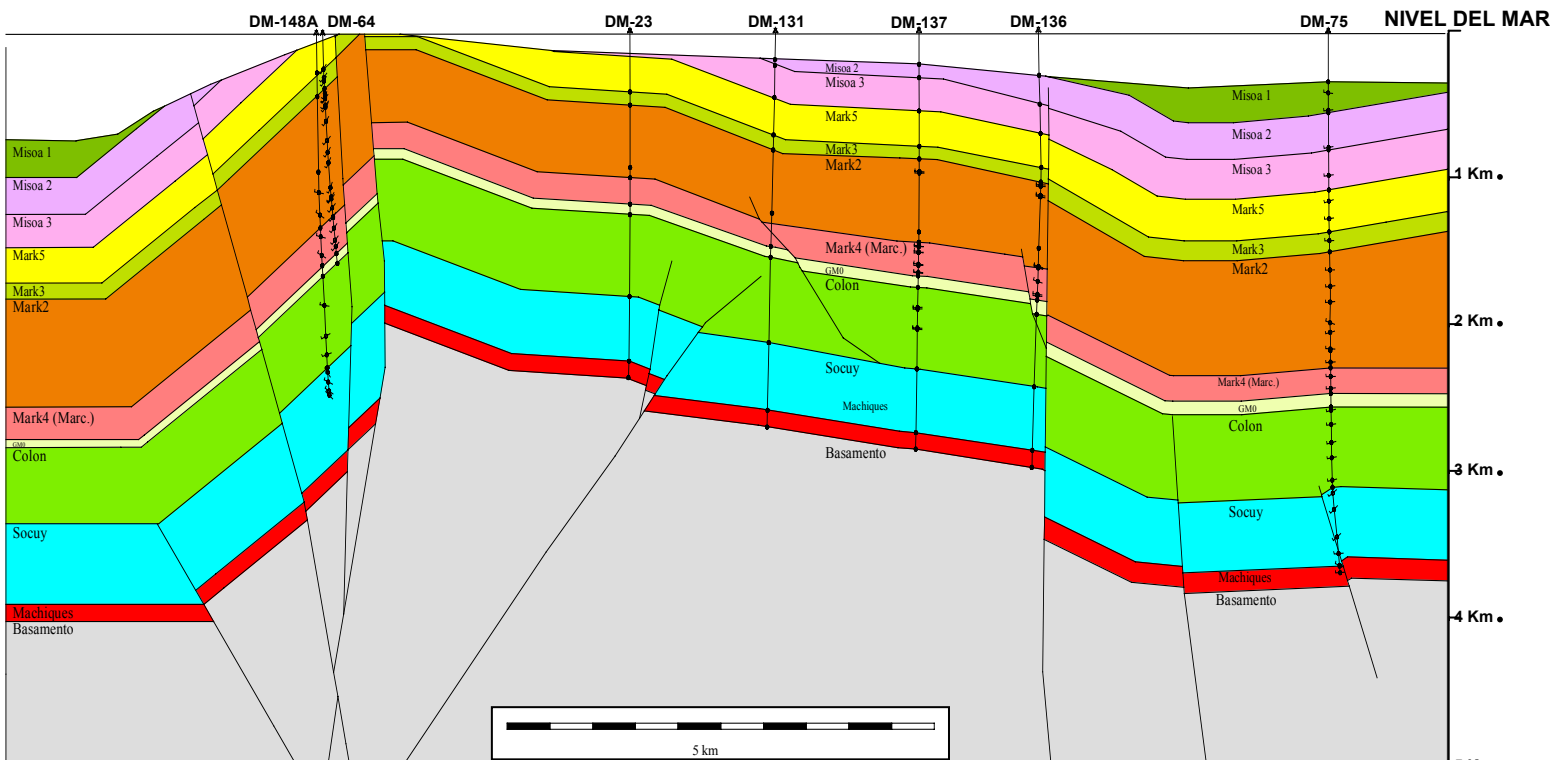 DM-148A DM-64 DM-23 DM-131 DM-137 DM-136 DM-75 NIVEL DEL MAR
Misoa 1
Misoa 2
Misoa 3
Mark5
Mark3
Mark2
Mark4 (Marc.)
GM0
Colon
Socuy
Machiques
Basamento
Misoa 2
Misoa 3
Mark5
Mark3
Mark2
Mark4 (Marc.)
GM0
Colon
Socuy
Machiques
Basamento
Misoa 1
Misoa 2
Misoa 3
Mark5
Mark3
Mark2
Mark4 (Marc.)
GM0
Colon
Socuy
Machiques
Basamento
1 Km
2 Km
3 Km
4 Km
5 km